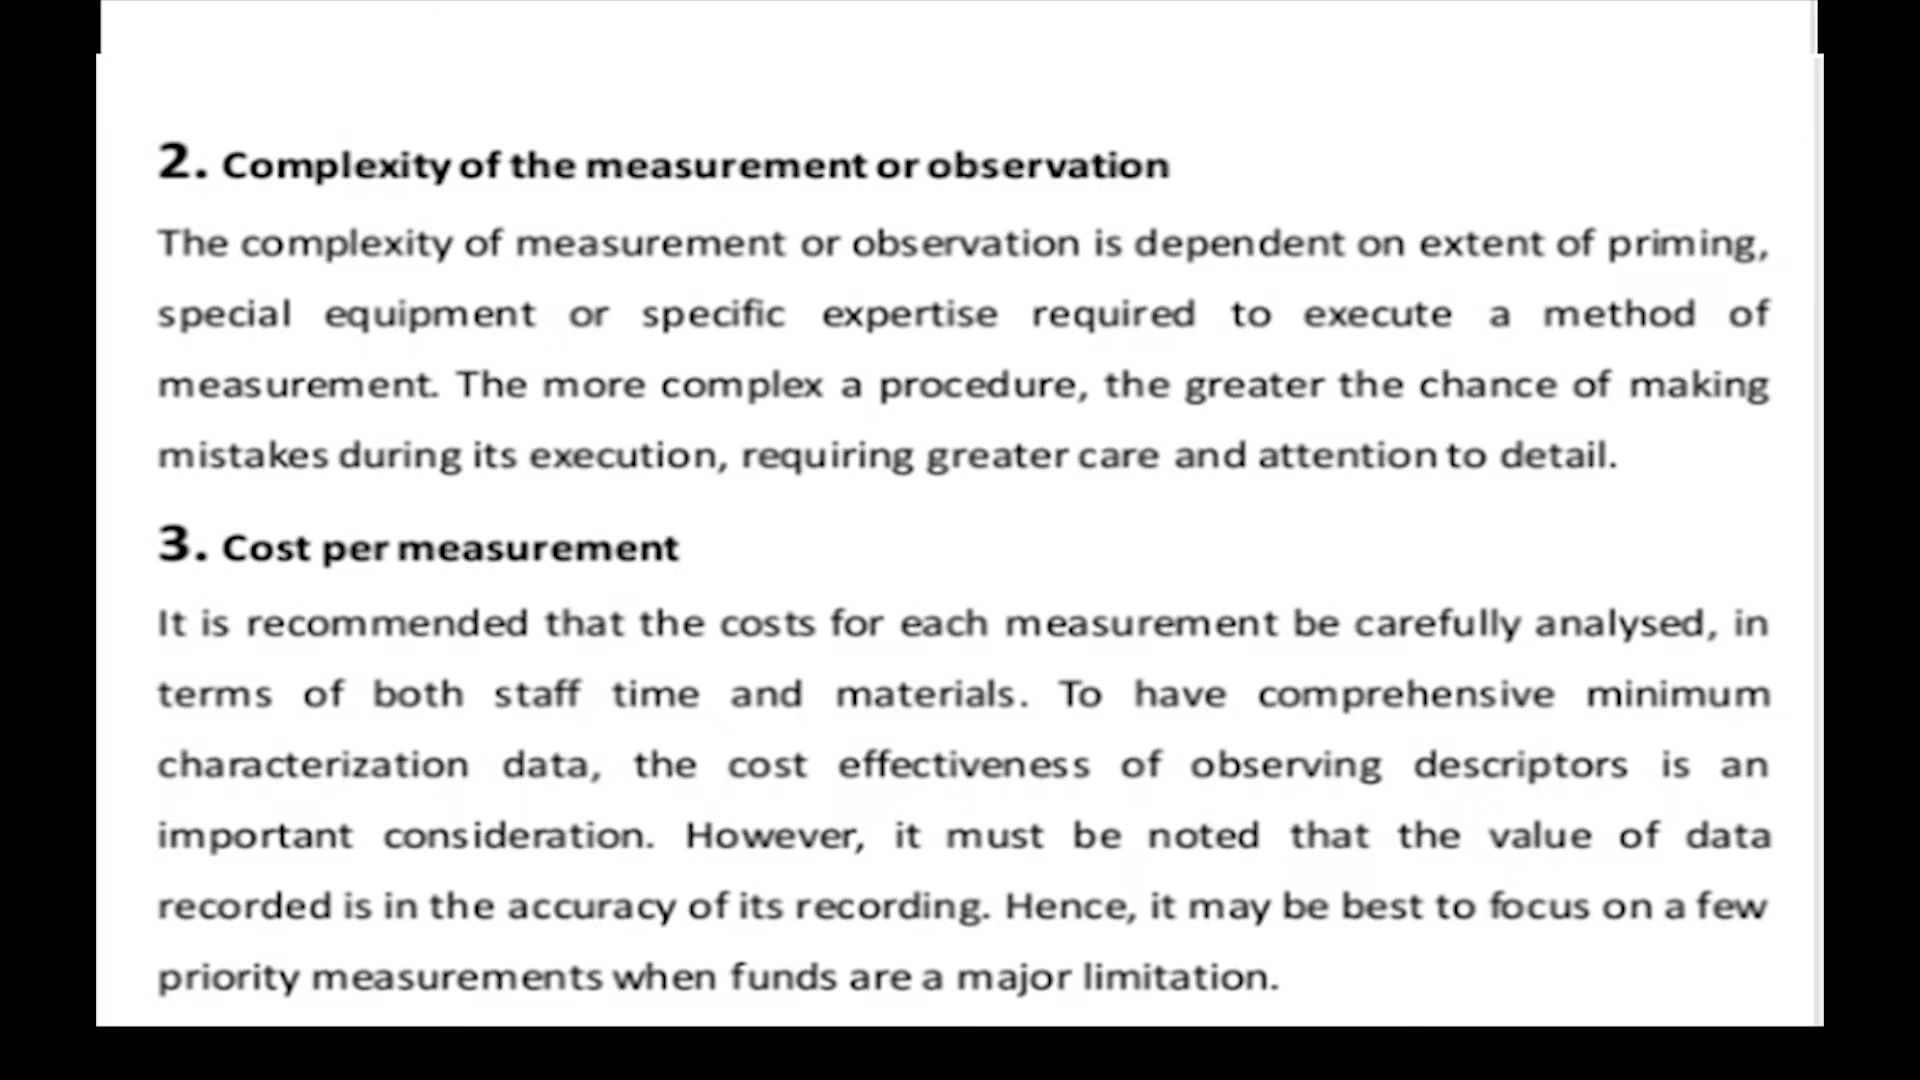 2. Complexity of the measurement or observation
The complexity of measurement or observation is dependent on extent of priming,
special equipment or specific expertise required to execute a method of
measurement. The more complex a procedure, the greater the chance of making
mistakes during its execution, requiring greater care and attention to detail.
3. Cost per measurement
It is recommended that the costs for each measurement be carefully analysed, in
terms of both staff time and materials. To have comprehensive minimum
characterization data, the cost effectiveness of observing descriptors is an
important consideration. However, it must be noted that the value of data
recorded is in the accuracy of its recording. Hence, it may be best to focus on a few
priority measurements when funds are a major limitation.